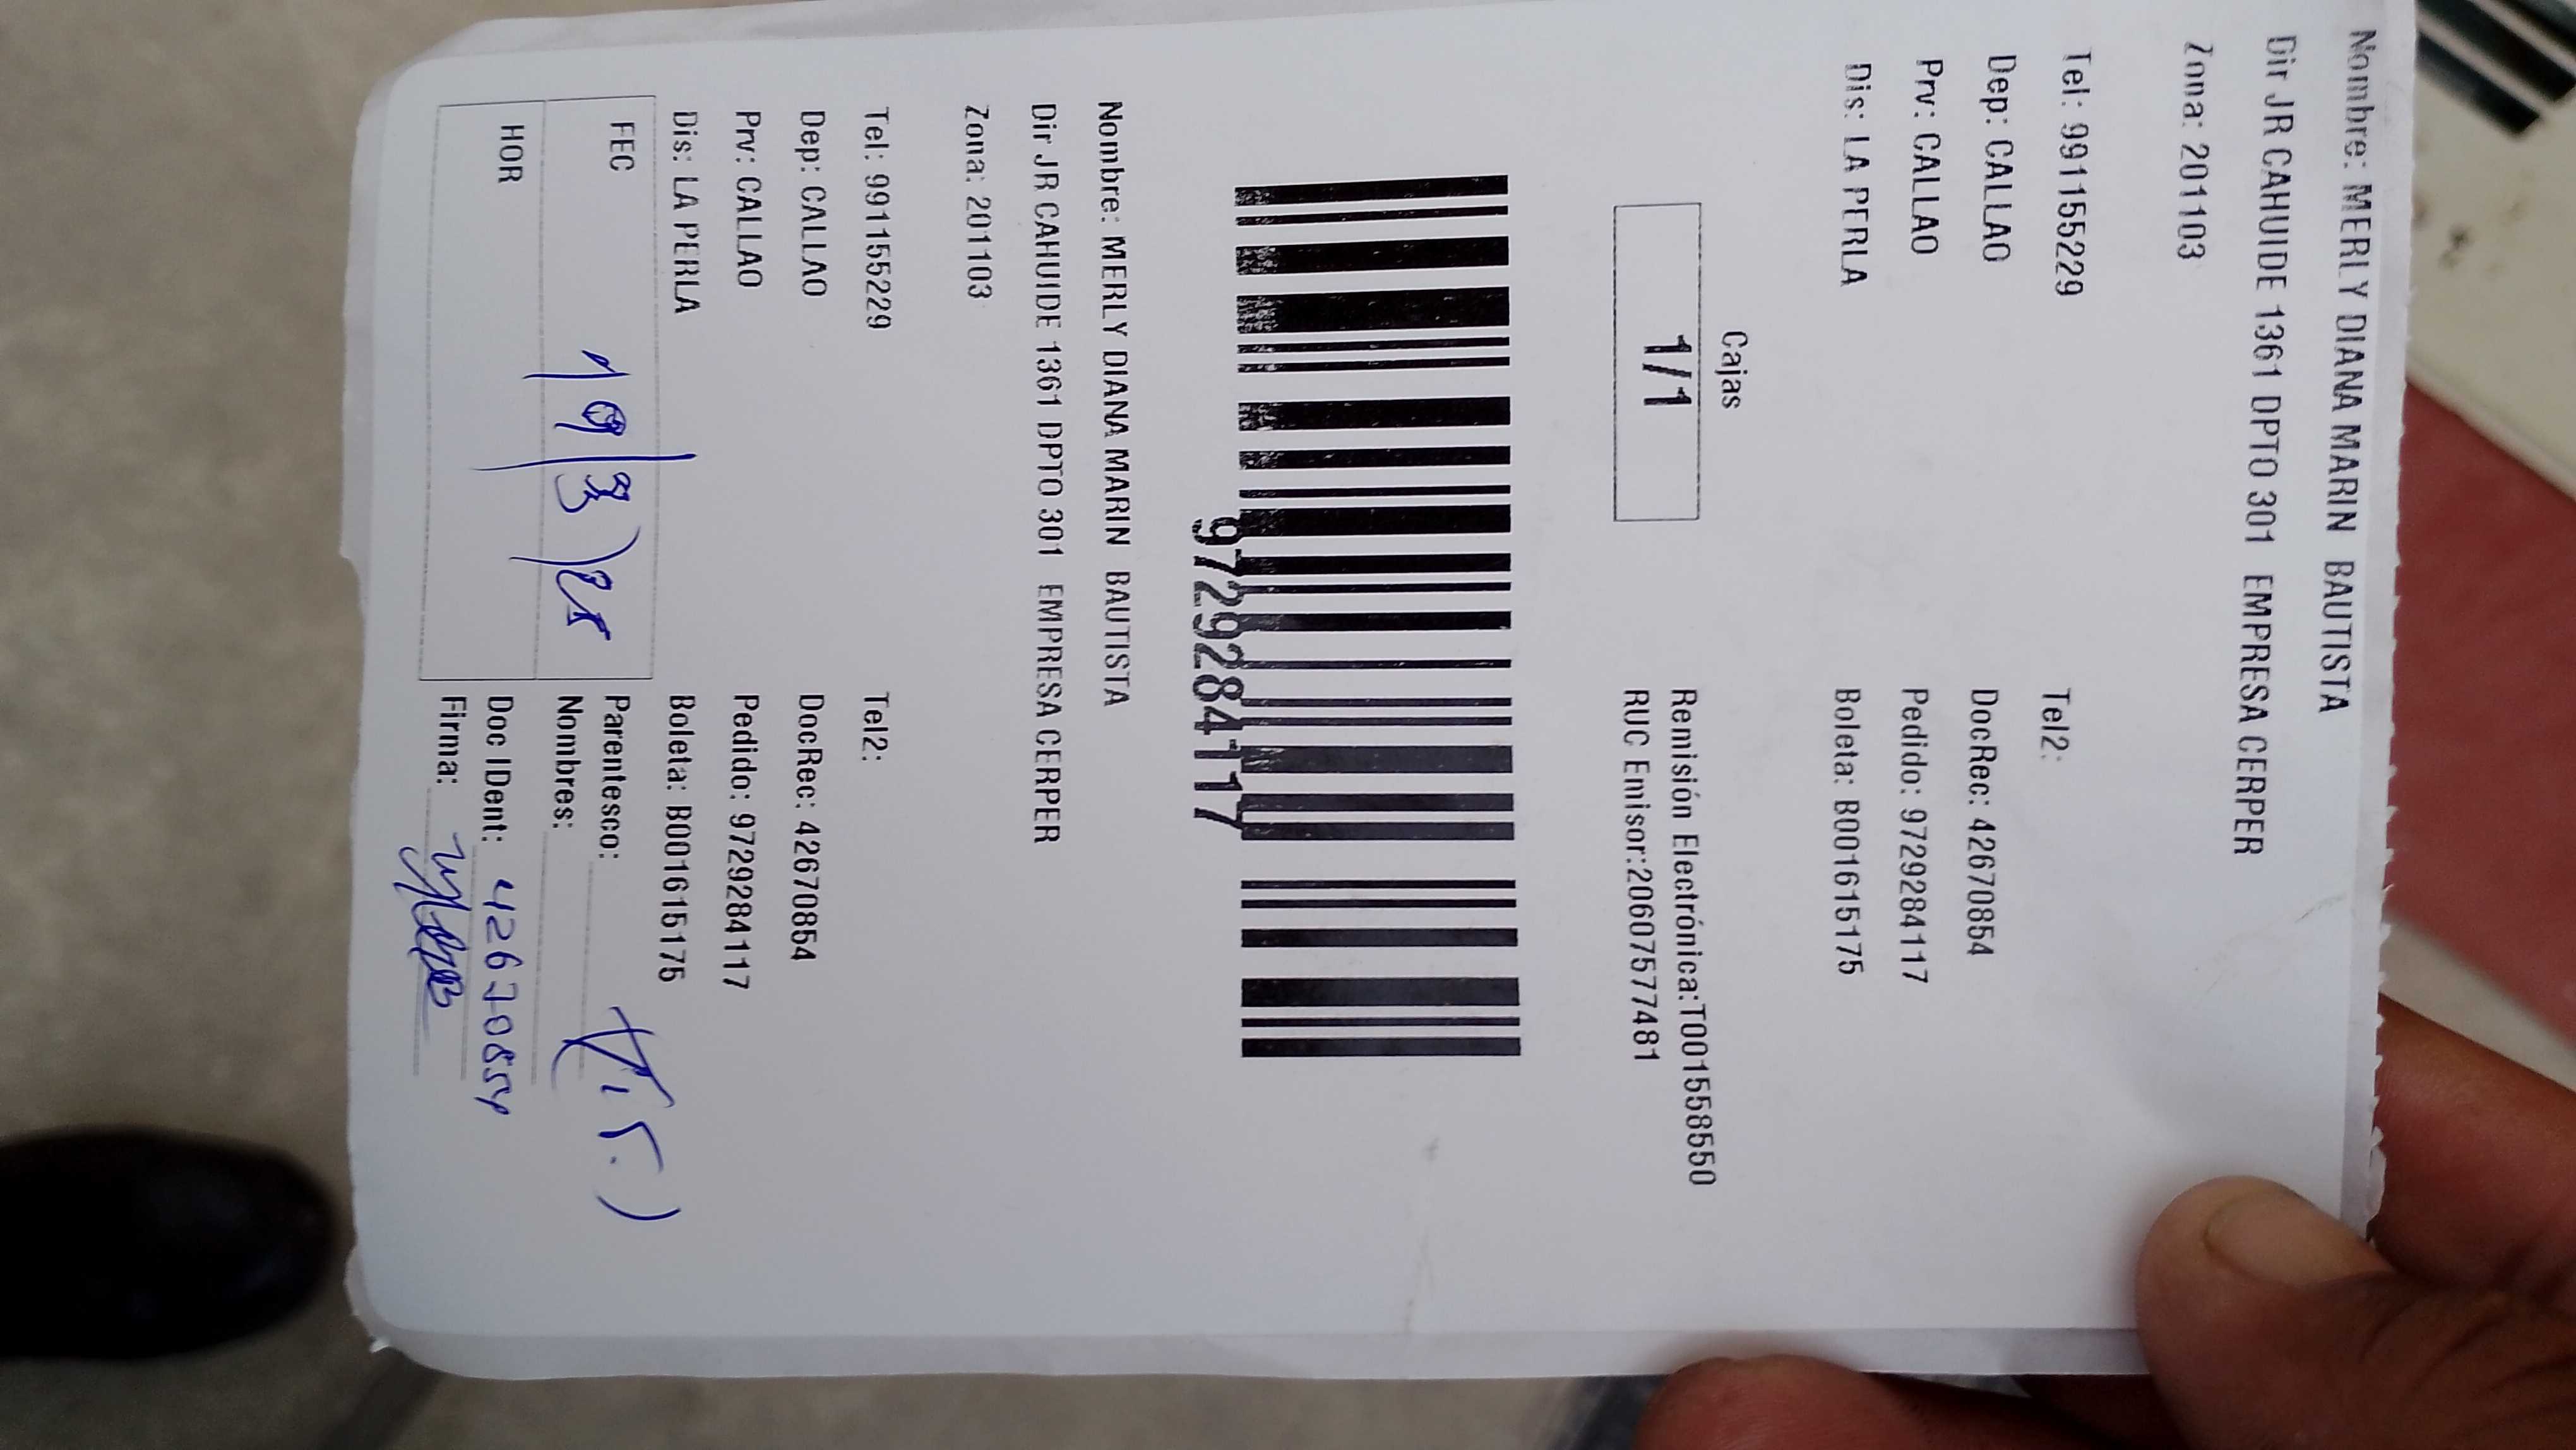 Nombre: MERLY DIANA MARIN BAUTISTA
Dir JR CAHUIDE 1361 DPTO 301 EMPRESA CERPER
Zona: 201103
Tel: 991155229 Tel2:
Dep: CALLAO DocRec: 42670854
Prv: CALLAO Pedido: 9729284117
Dis: LA PERLA Boleta: B001615175
Cajas
1/1
Remisión Electrónica:T001558550
RUC Emisor:20607577481
9729284117
Nombre: MERLY DIANA MARIN BAUTISTA
Dir JR CAHUIDE 1361 DPTO 301 EMPRESA CERPER
Zona: 201103
Tel: 991155229 Tel2:
Dep: CALLAO DocRec: 42670854
Prv: CALLAO Pedido: 9729284117
Dis: LA PERLA Boleta: B001615175
FEC Parentesco:
Nombres:
HOR Doc IDent: 42670854
Firma: